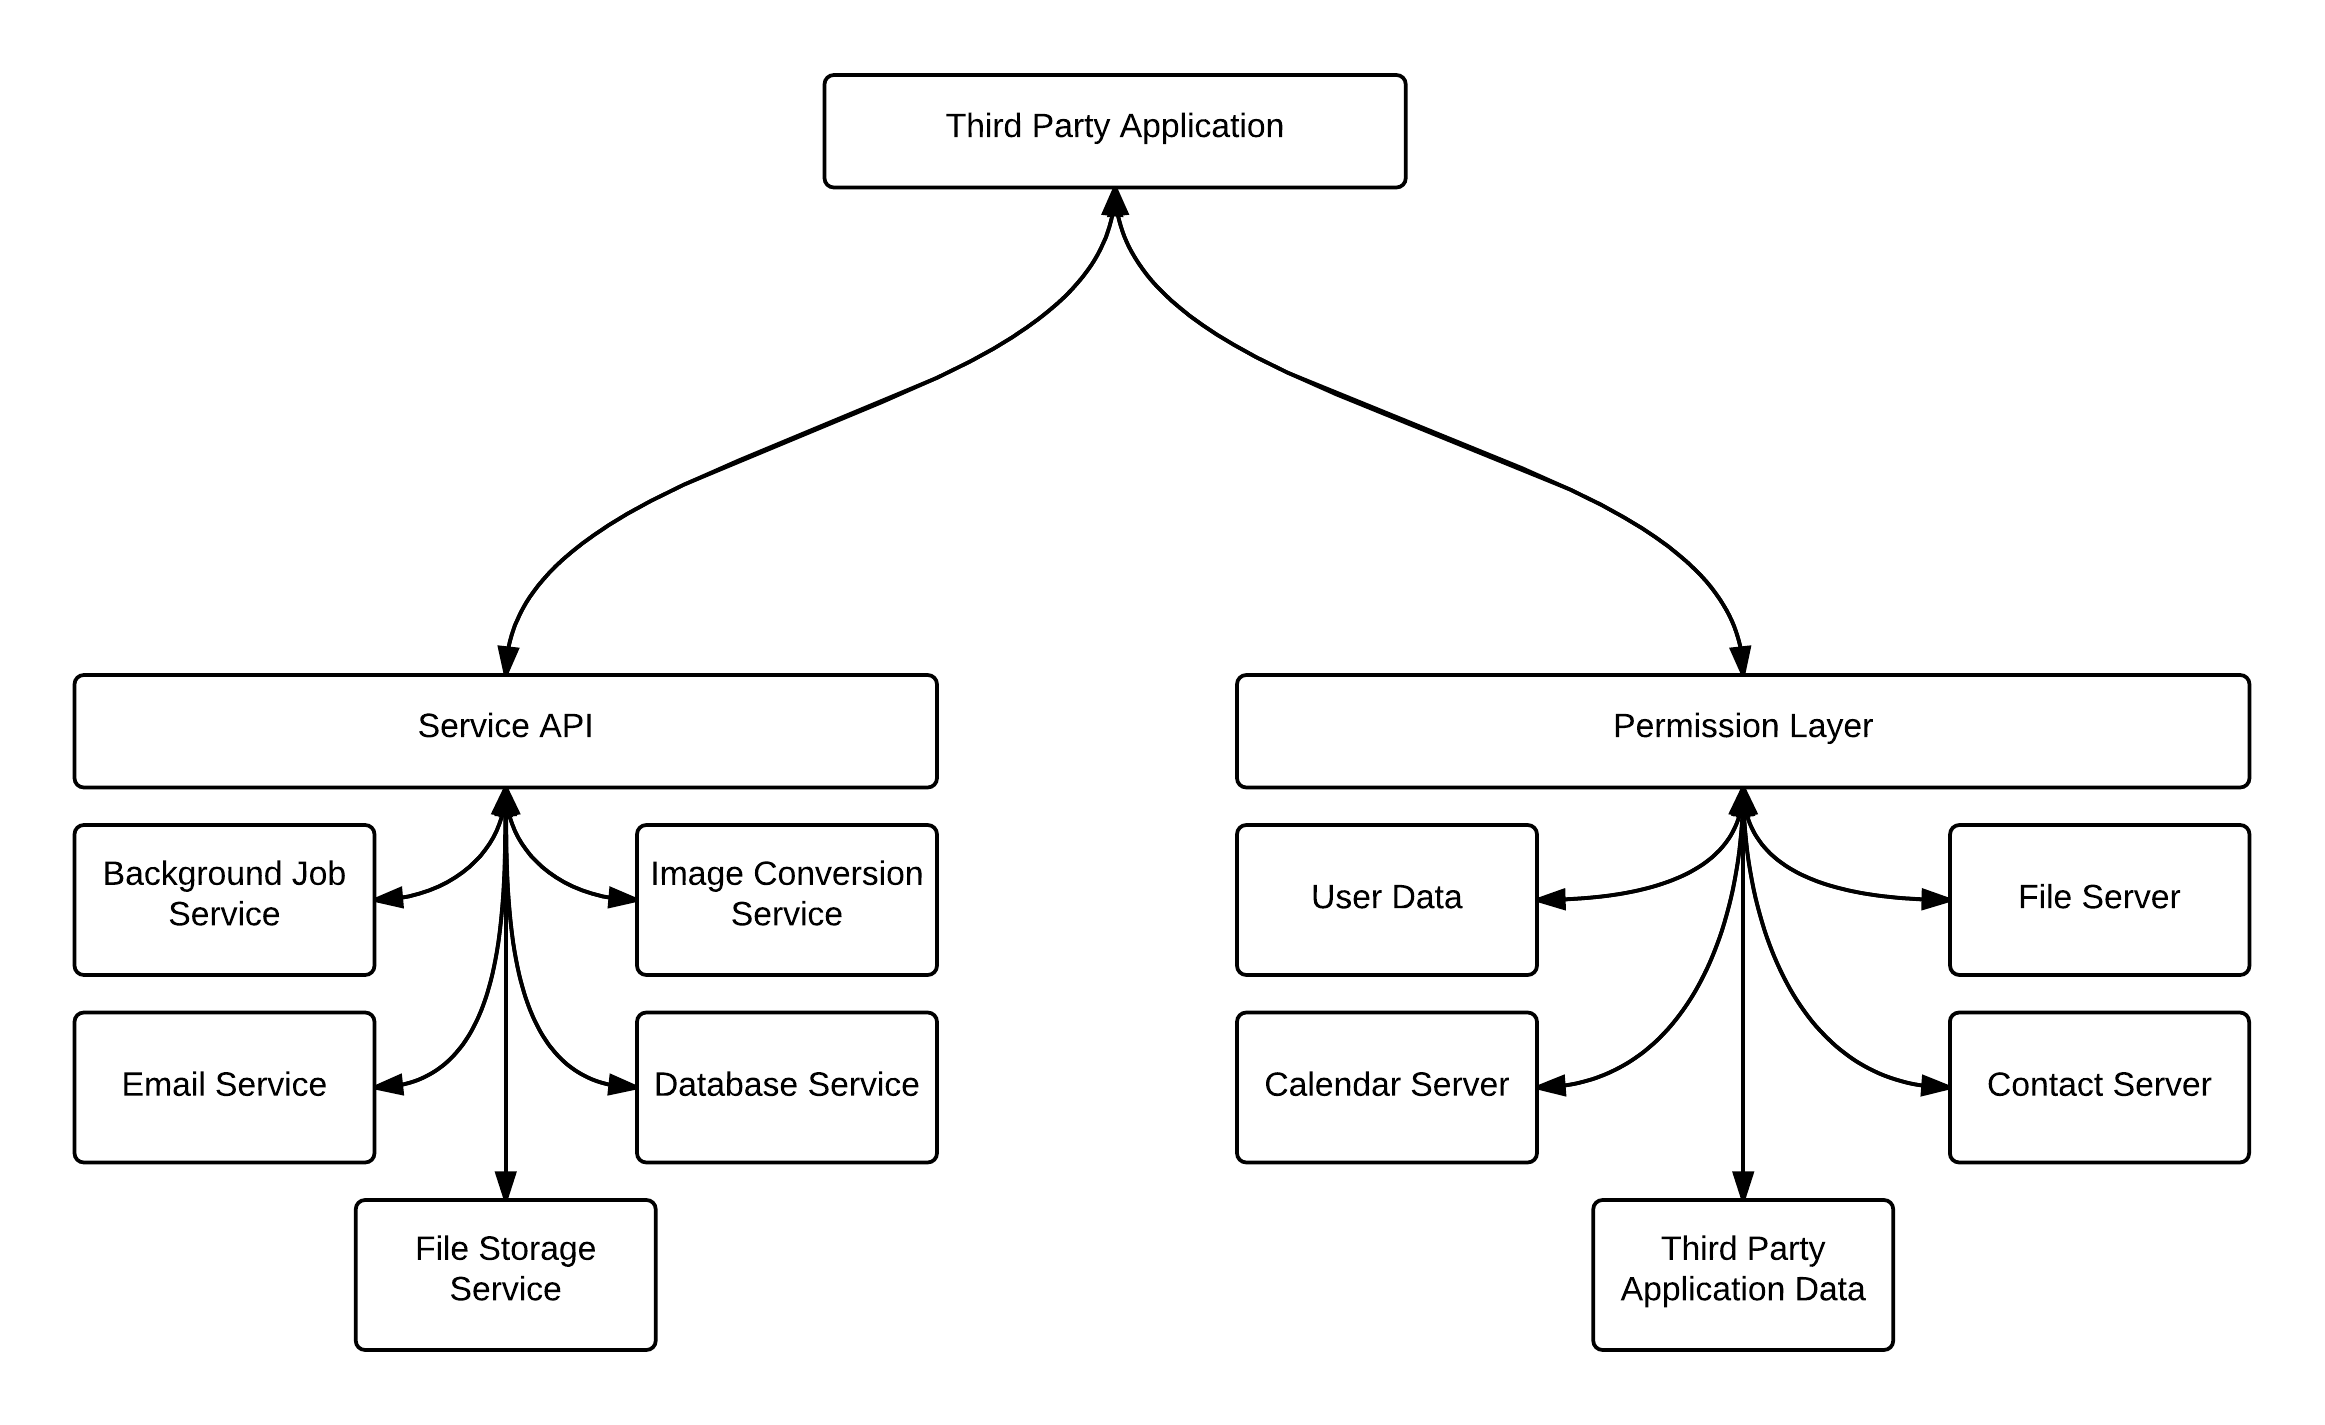 Third Party Application
Service API
Permission Layer
Background Job
Service
Image Conversion
Service
User Data
File Server
Email Service
Database Service
Calendar Server
Contact Server
File Storage
Service
Third Party
Application Data